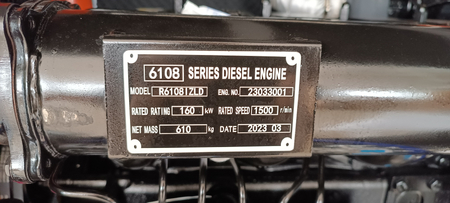 6108 SERIES DIESEL ENGINE
MODEL R6108IZLD ENG. NO 23033001
RATED RATING 160 kW RATED SPEED 1500 r/min
NET MASS 610 kg DATE 2023 03